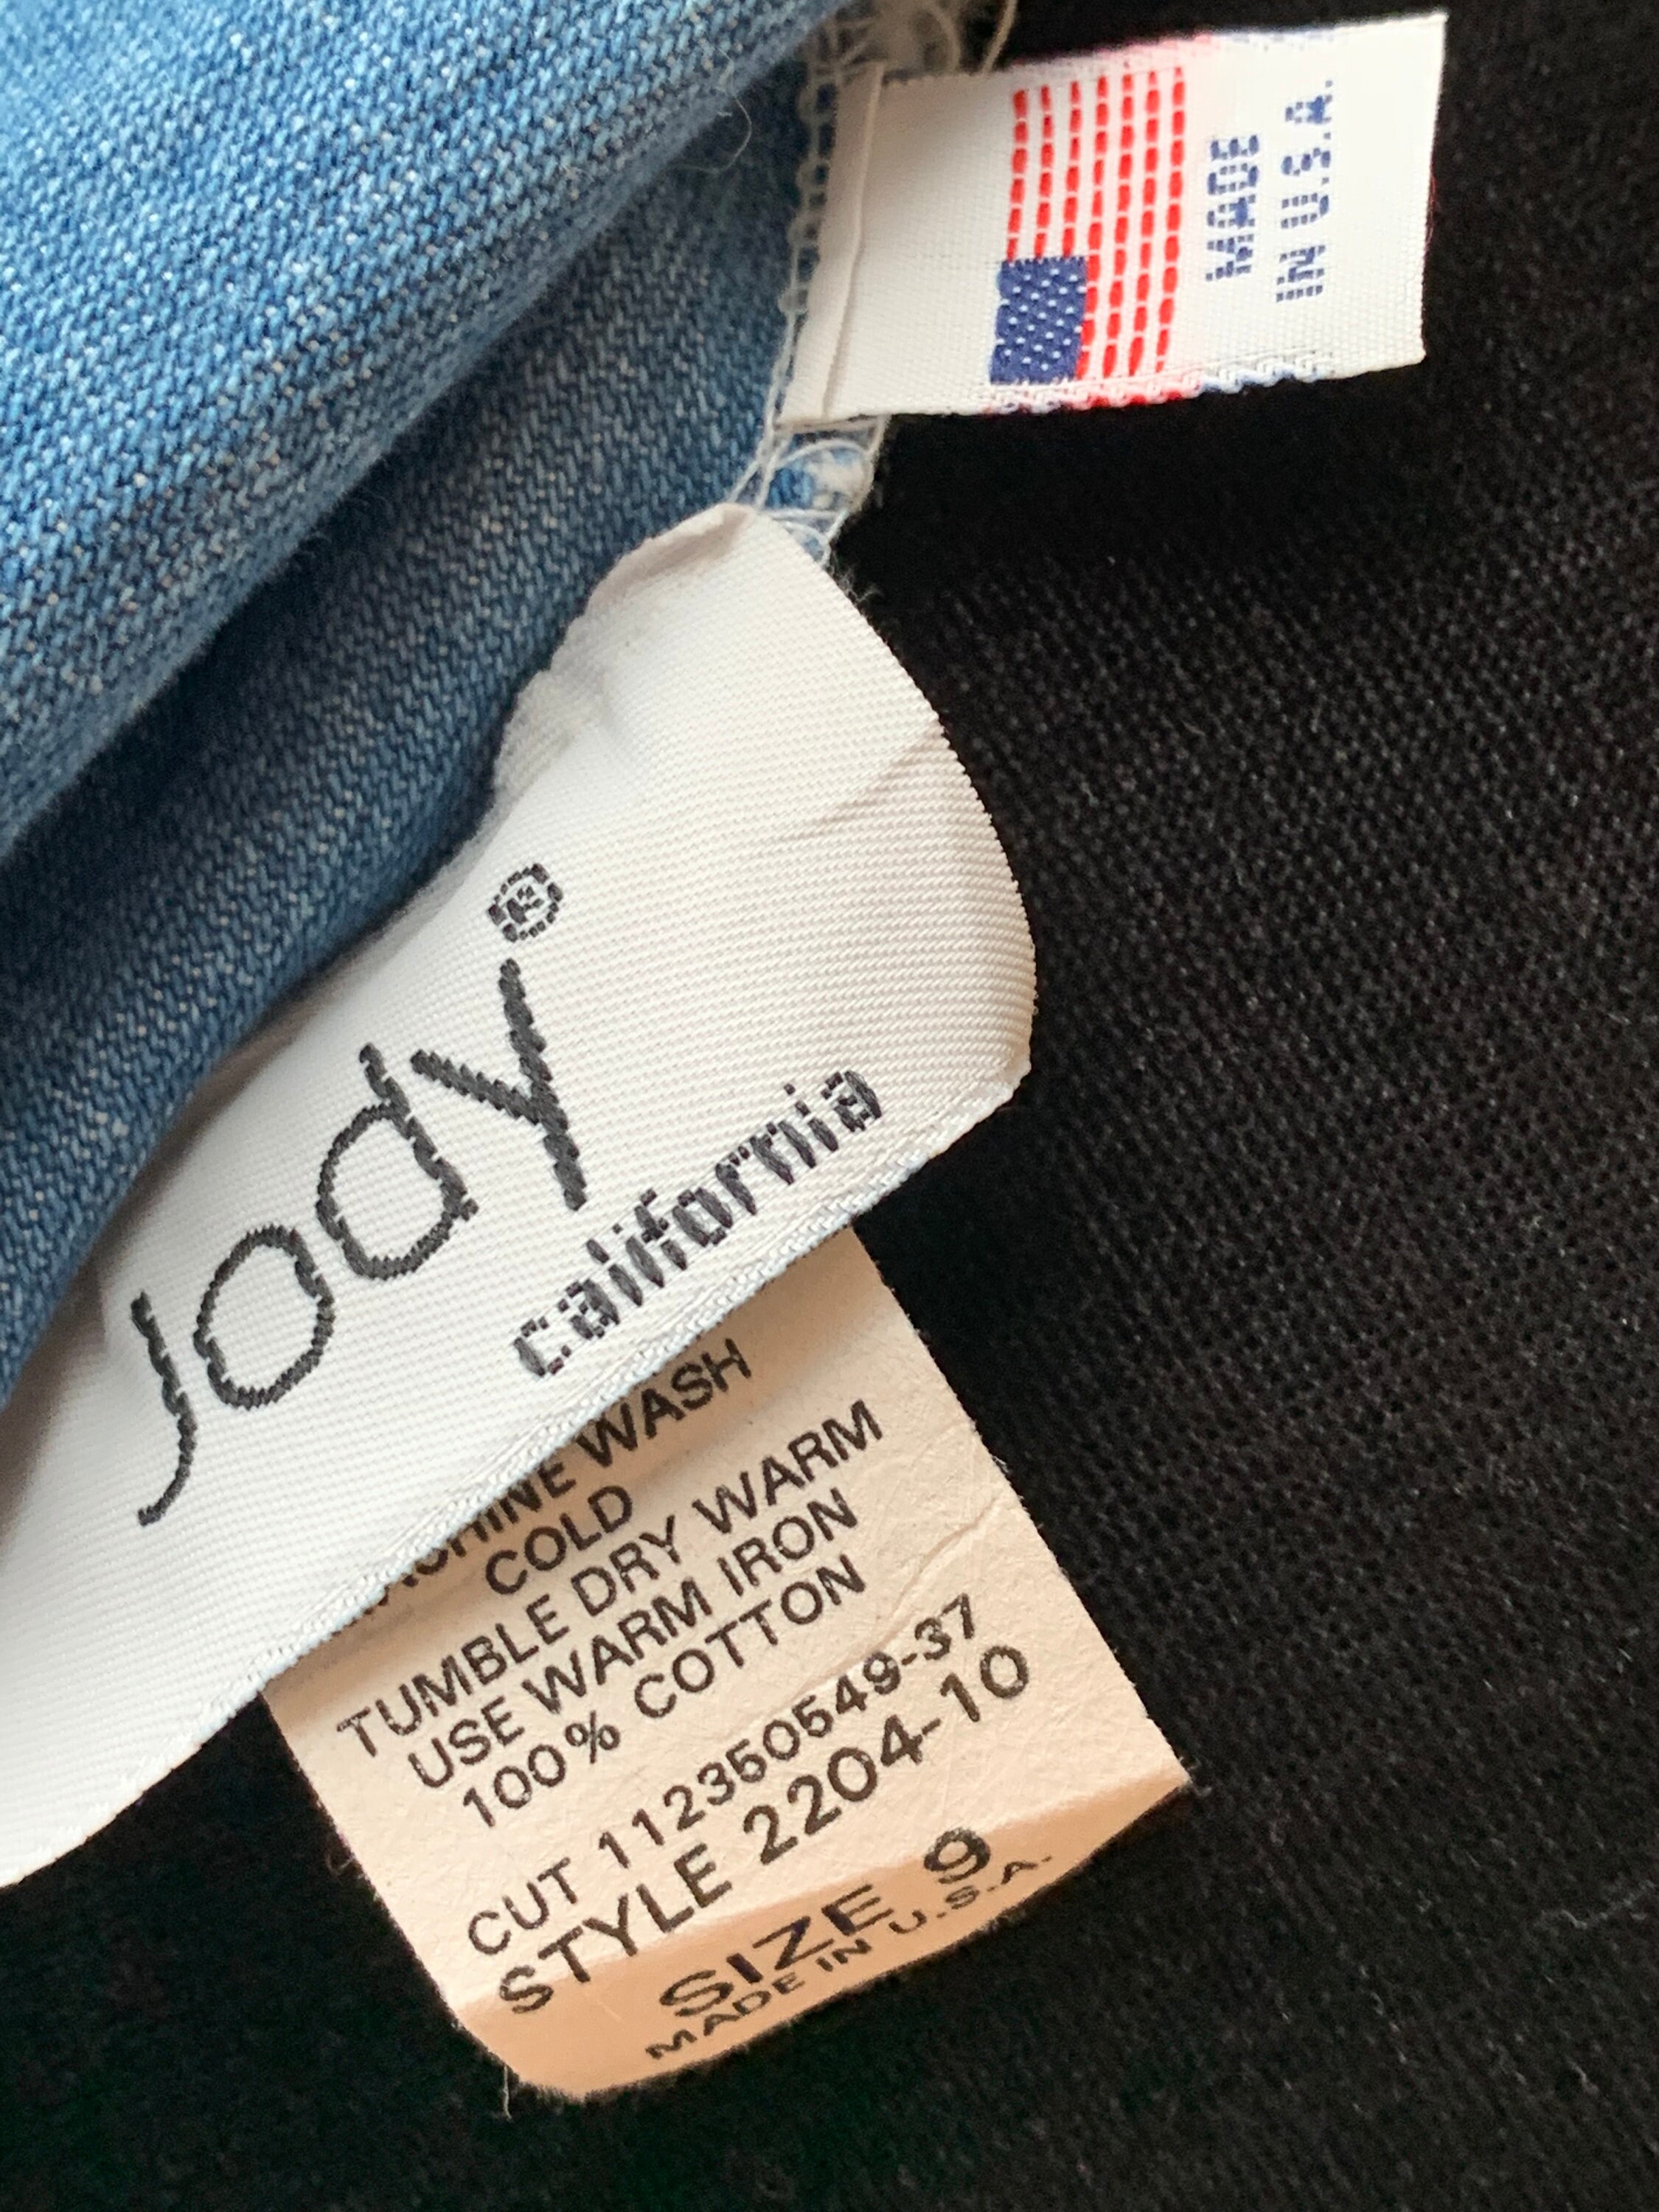 MADE
IN U.S.A.
Jody®
california
MACHINE WASH
COLD
TUMBLE DRY WARM
USE WARM IRON
100% COTTON
CUT 112350549-37
STYLE 2204-10
SIZE 9
MADE IN U.S.A.